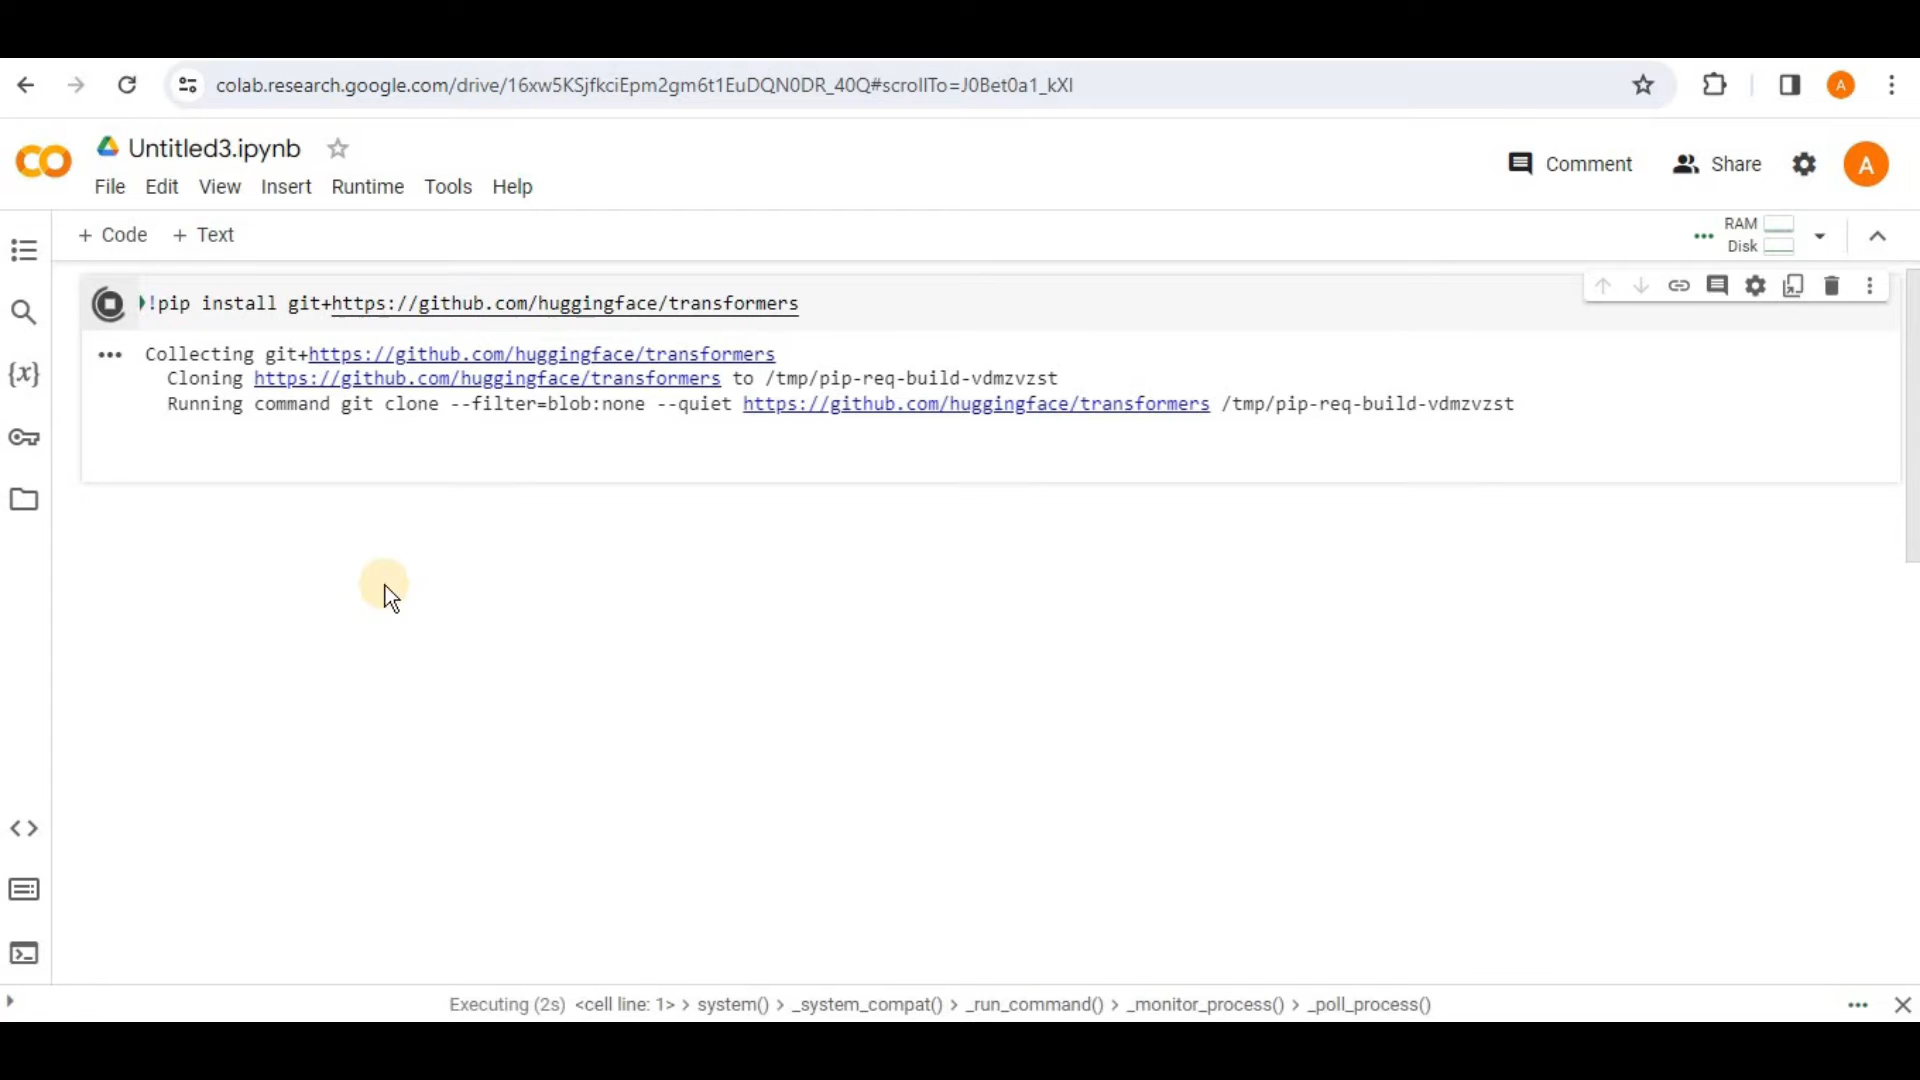 colab.research.google.com/drive/16xw5KSjfkciEpm2gm6t1EuDQN0DR_40Q#scrollTo=J0Bet0a1_kXI
A
CO
Untitled3.ipynb
Comment
Share
A
File Edit View Insert Runtime Tools Help
+ Code + Text
RAM
Disk
!pip install git+https://github.com/huggingface/transformers
Collecting git+https://github.com/huggingface/transformers
Cloning https://github.com/huggingface/transformers to /tmp/pip-req-build-vdmzvzst
Running command git clone --filter=blob:none --quiet https://github.com/huggingface/transformers /tmp/pip-req-build-vdmzvzst
{x}
Executing (2s) <cell line: 1> > system() > _system_compat() > _run_command() > _monitor_process() > _poll_process()